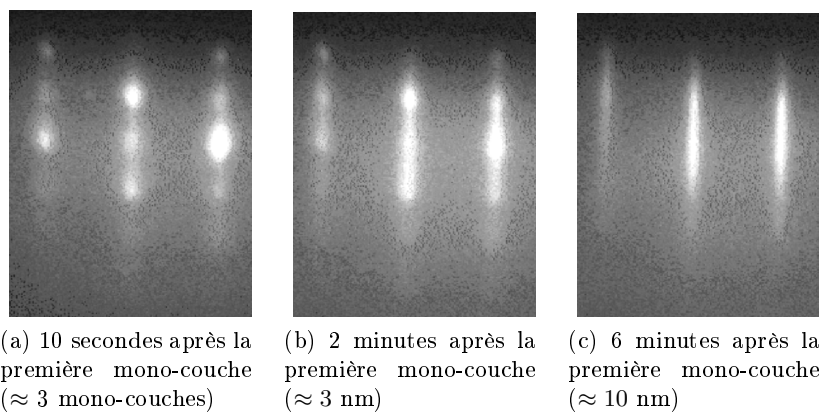 (a) 10 secondes après la
première mono-couche
(≈ 3 mono-couches)
(b) 2 minutes après la
première mono-couche
(≈ 3 nm)
(c) 6 minutes après la
première mono-couche
(≈ 10 nm)